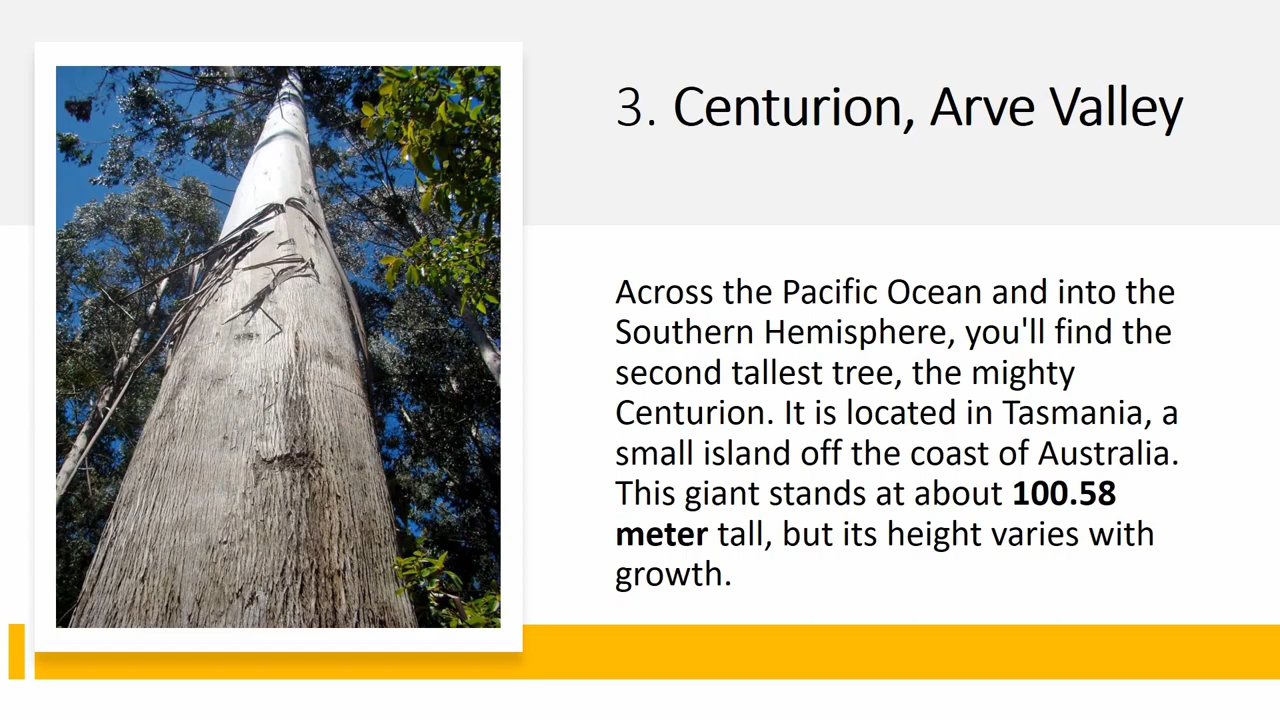 3. Centurion, Arve Valley
Across the Pacific Ocean and into the
Southern Hemisphere, you'll find the
second tallest tree, the mighty
Centurion. It is located in Tasmania, a
small island off the coast of Australia.
This giant stands at about 100.58
meter tall, but its height varies with
growth.